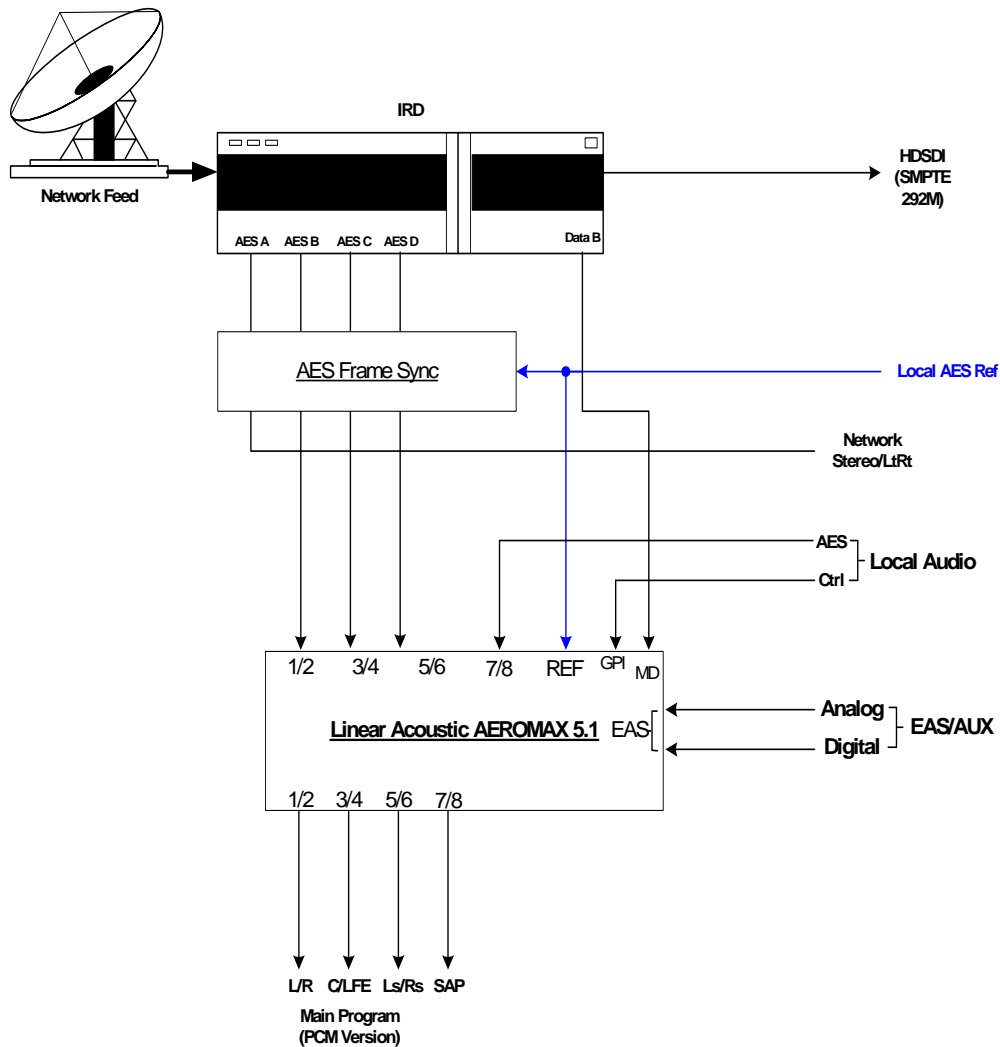 IRD
Network Feed
HDSDI
(SMPTE
292M)
AES A AES B AES C AES D Data B
AES Frame Sync
Local AES Ref
Network
Stereo/LtRt
AES
Local Audio
Ctrl
1/2 3/4 5/6 7/8 REF GPI MD
Linear Acoustic AEROMAX 5.1 EAS
Analog
EAS/AUX
Digital
1/2 3/4 5/6 7/8
L/R C/LFE Ls/Rs SAP
Main Program
(PCM Version)